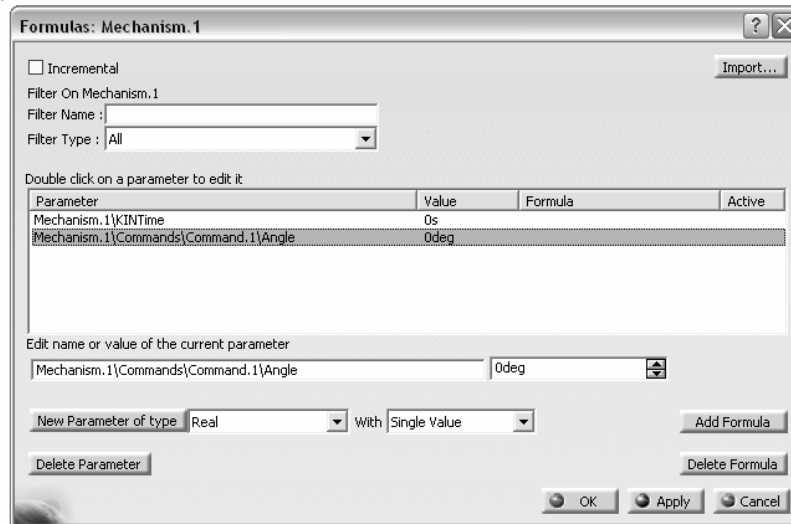 Formulas: Mechanism.1
Incremental
Import...
Filter On Mechanism.1
Filter Name :
Filter Type : All
Double click on a parameter to edit it
Parameter Value Formula Active
Mechanism.1\KINTime 0s
Mechanism.1\Commands\Command.1\Angle 0deg
Edit name or value of the current parameter
Mechanism.1\Commands\Command.1\Angle 0deg
New Parameter of type Real With Single Value Add Formula
Delete Parameter Delete Formula
OK Apply Cancel